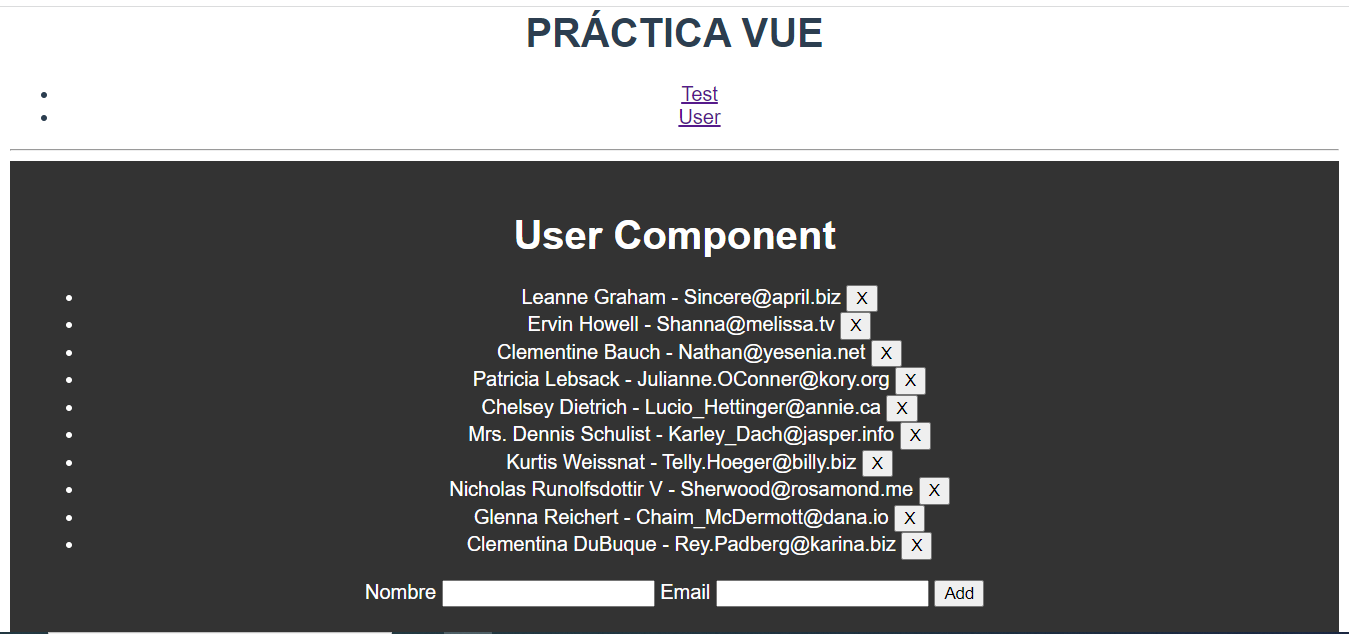 PRÁCTICA VUE
Test
User
User Component
Leanne Graham - Sincere@april.biz X
Ervin Howell - Shanna@melissa.tv X
Clementine Bauch - Nathan@yesenia.net X
Patricia Lebsack - Julianne.OConner@kory.org X
Chelsey Dietrich - Lucio_Hettinger@annie.ca X
Mrs. Dennis Schulist - Karley_Dach@jasper.info X
Kurtis Weissnat - Telly.Hoeger@billy.biz X
Nicholas Runolfsdottir V - Sherwood@rosamond.me X
Glenna Reichert - Chaim_McDermott@dana.io X
Clementina DuBuque - Rey.Padberg@karina.biz X
Nombre Email Add